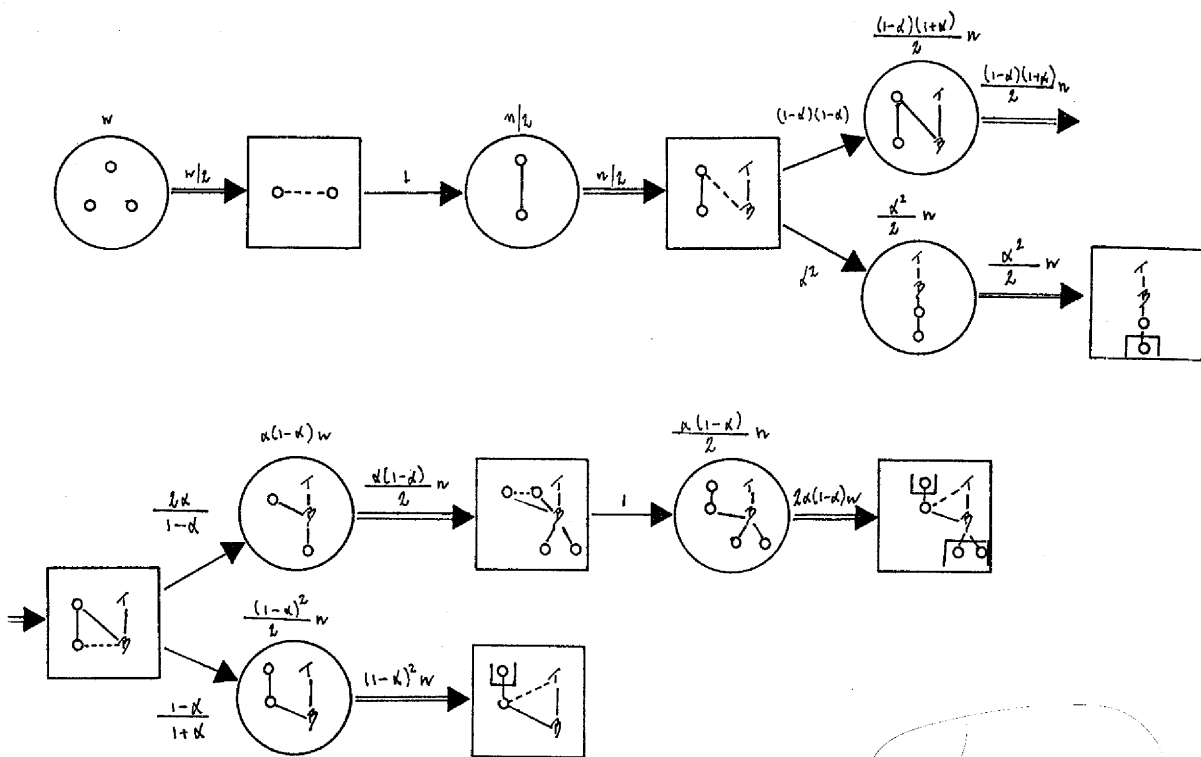 (1-α)(1+α)/2 n
(1-α)(1+α)/2 n
n
n/2
(1-α)(1-α)
n/2
1
n/2
α²/2 n
α²
α²/2 n
α(1-α) n
α(1-α)/2 n
α(1-α)/2 n
2α/1-α
1
2α(1-α) n
(1-α)²/2 n
(1-α)² n
1-α/1+α